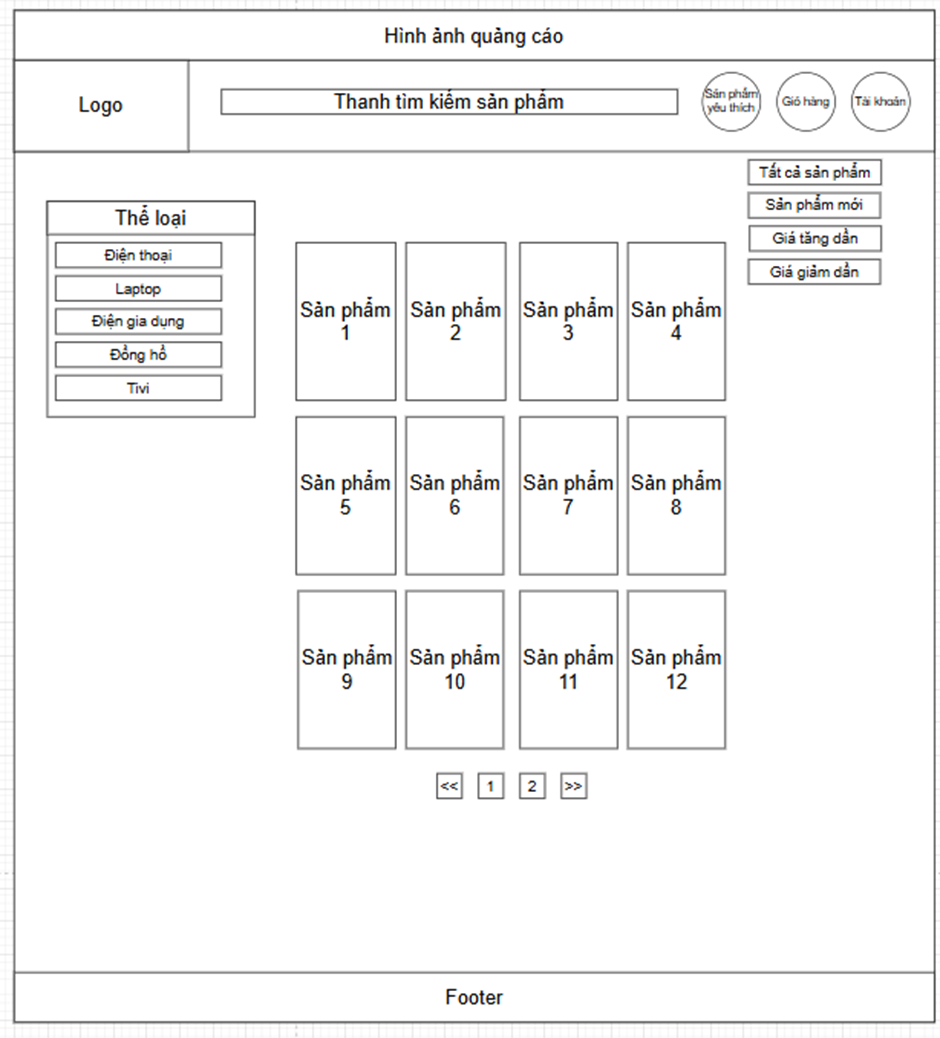 Hình ảnh quảng cáo
Logo
Thanh tìm kiếm sản phẩm
Sản phẩm
yêu thích
Giỏ hàng
Tài khoản
Tất cả sản phẩm
Sản phẩm mới
Giá tăng dần
Giá giảm dần
Thể loại
Điện thoại
Laptop
Điện gia dụng
Đồng hồ
Tivi
Sản phẩm
1
Sản phẩm
2
Sản phẩm
3
Sản phẩm
4
Sản phẩm
5
Sản phẩm
6
Sản phẩm
7
Sản phẩm
8
Sản phẩm
9
Sản phẩm
10
Sản phẩm
11
Sản phẩm
12
<< 1 2 >>
Footer